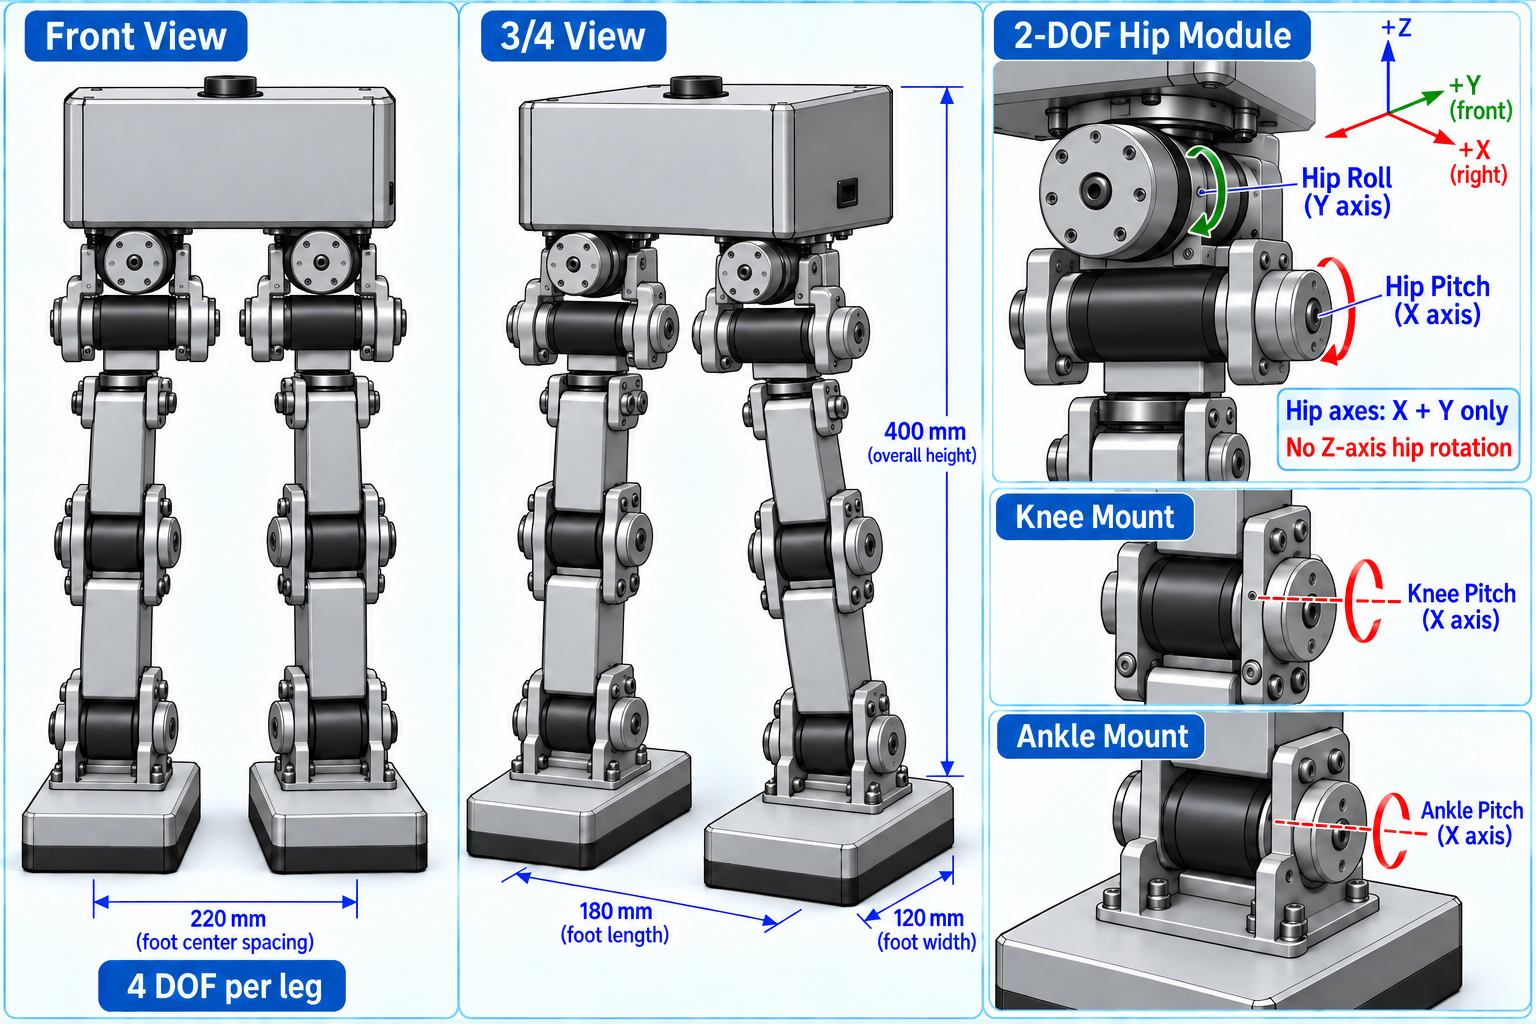 Front View
220 mm
(foot center spacing)
4 DOF per leg
3/4 View
400 mm
(overall height)
180 mm
(foot length)
120 mm
(foot width)
2-DOF Hip Module
+Z
+Y
(front)
+X
(right)
Hip Roll
(Y axis)
Hip Pitch
(X axis)
Hip axes: X + Y only
No Z-axis hip rotation
Knee Mount
Knee Pitch
(X axis)
Ankle Mount
Ankle Pitch
(X axis)